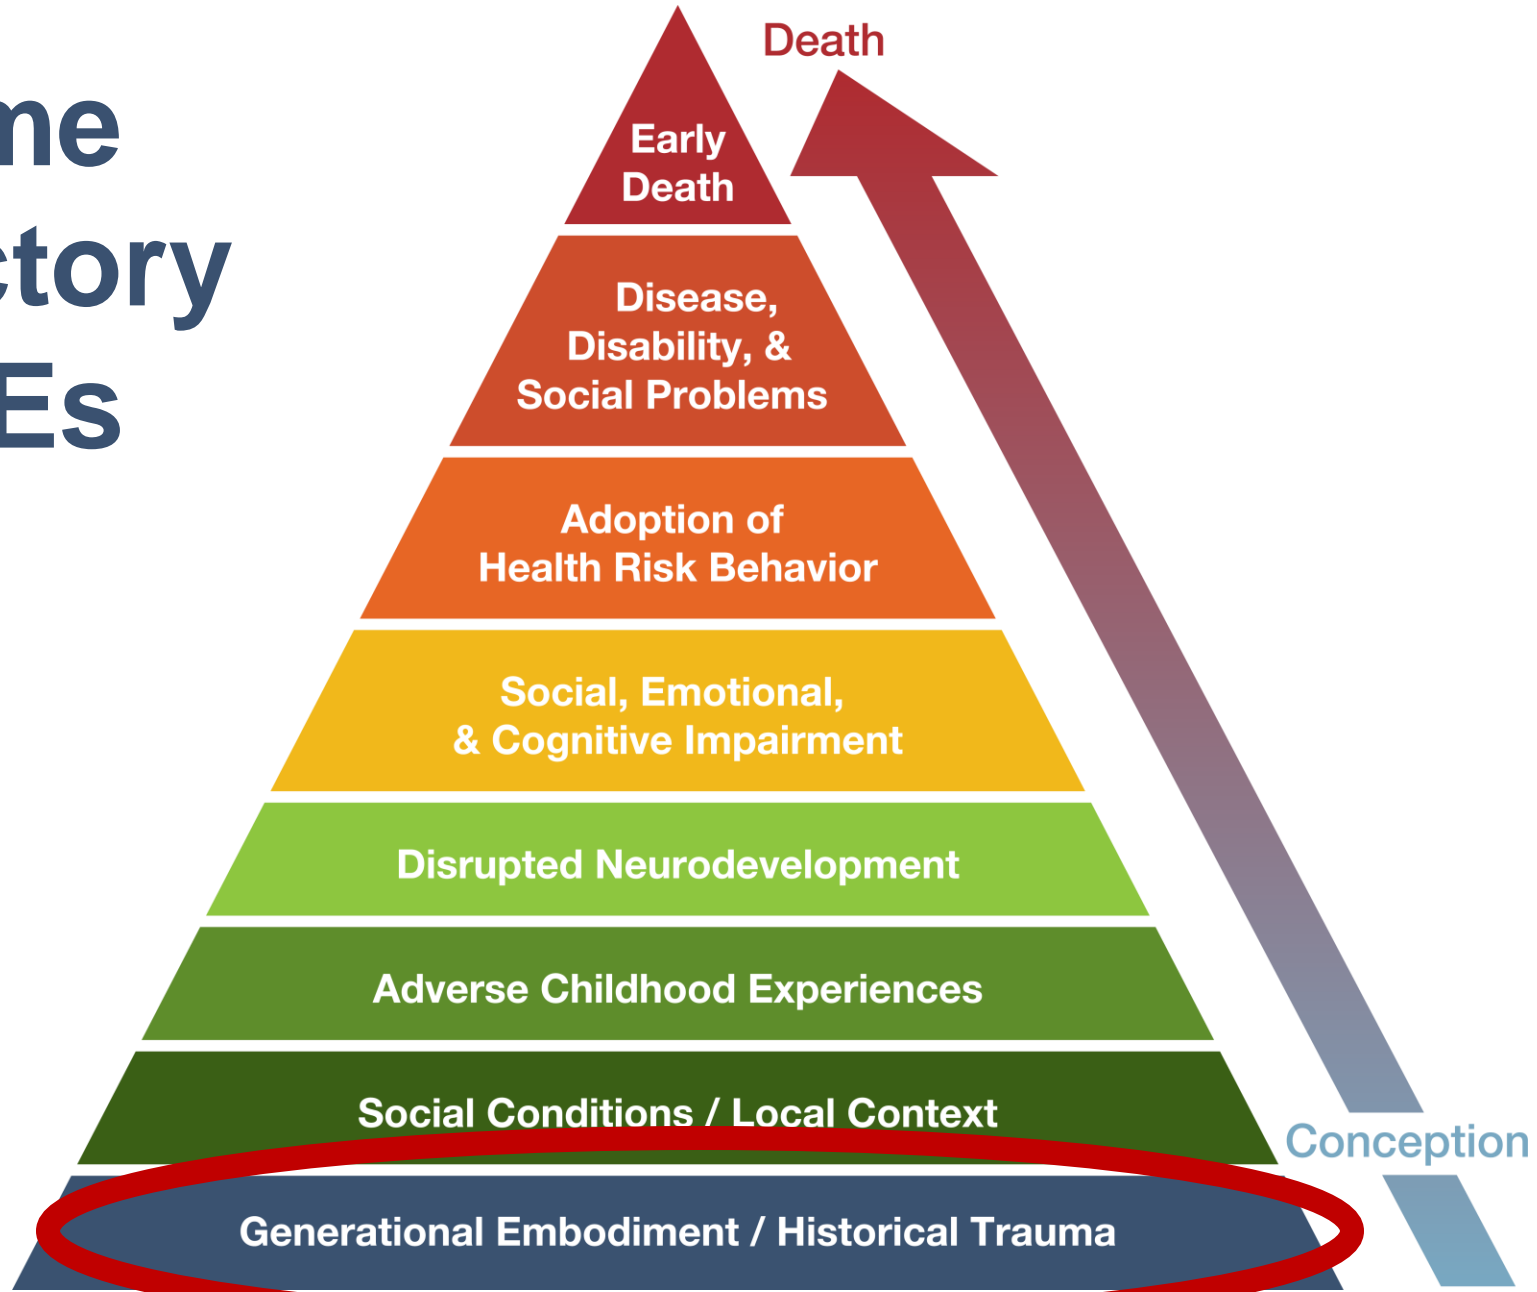 me
ctory
Es
Death
Early
Death
Disease,
Disability, &
Social Problems
Adoption of
Health Risk Behavior
Social, Emotional,
& Cognitive Impairment
Disrupted Neurodevelopment
Adverse Childhood Experiences
Social Conditions / Local Context
Conception
Generational Embodiment / Historical Trauma